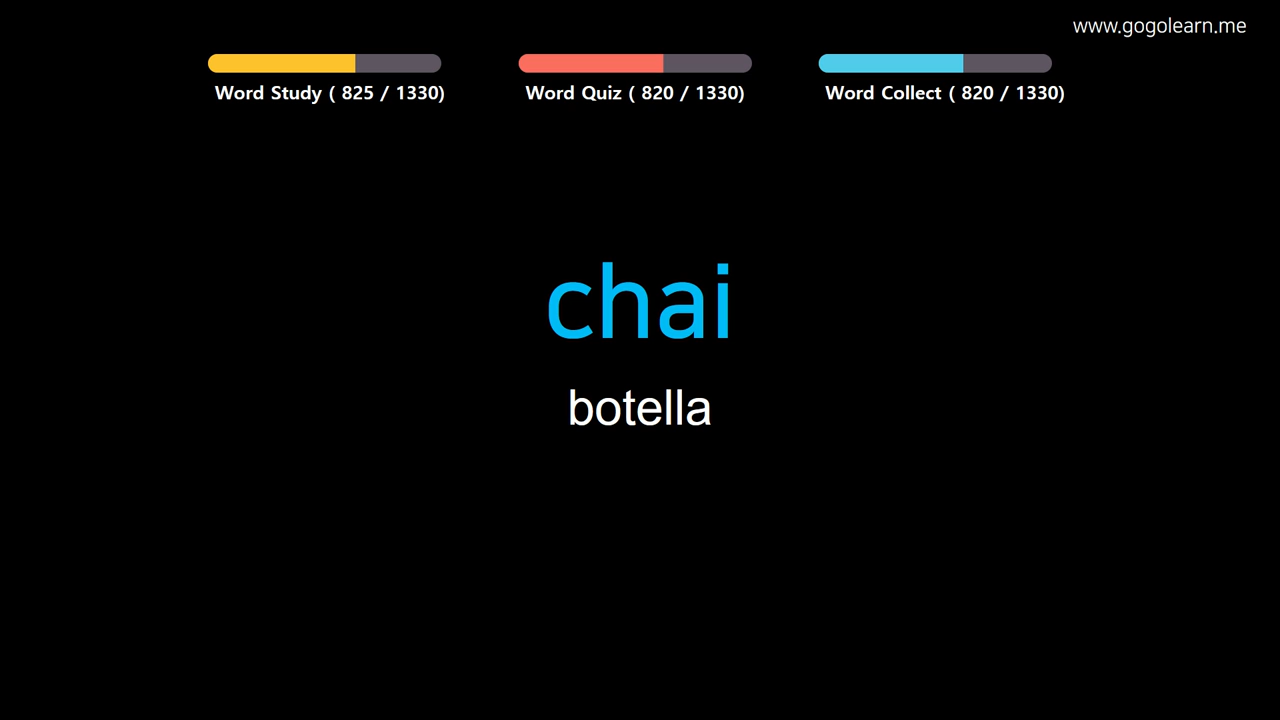 www.gogolearn.me
Word Study ( 825 / 1330)
Word Quiz ( 820 / 1330)
Word Collect ( 820 / 1330)
chai
botella